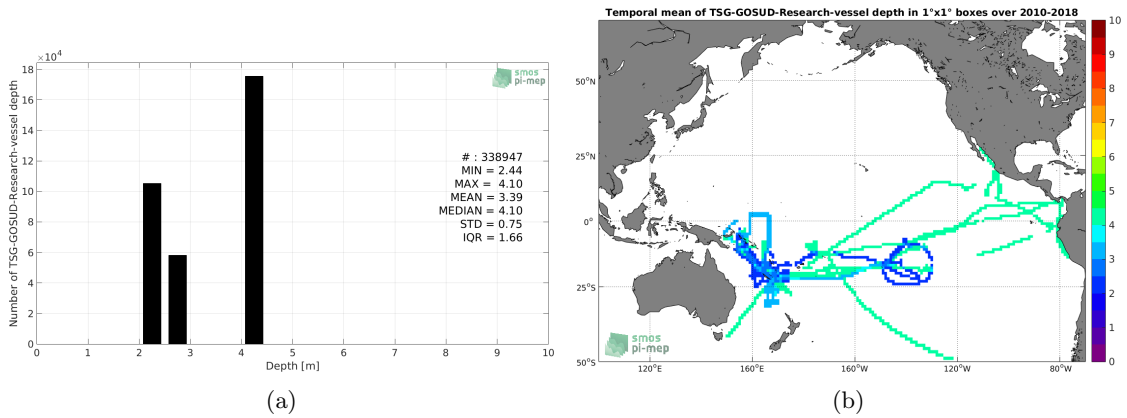 ×10⁴
18
16
14
12
10
8
6
4
2
0
0 1 2 3 4 5 6 7 8 9 10
Number of TSG-GOSUD-Research-vessel depth
Depth [m]
smos
pi-mep
# : 338947
MIN = 2.44
MAX = 4.10
MEAN = 3.39
MEDIAN = 4.10
STD = 0.75
IQR = 1.66
(a)
Temporal mean of TSG-GOSUD-Research-vessel depth in 1°x1° boxes over 2010-2018
50°N
25°N
0°
25°S
50°S
120°E 160°E 160°W 120°W 80°W
smos
pi-mep
10
9
8
7
6
5
4
3
2
1
0
(b)